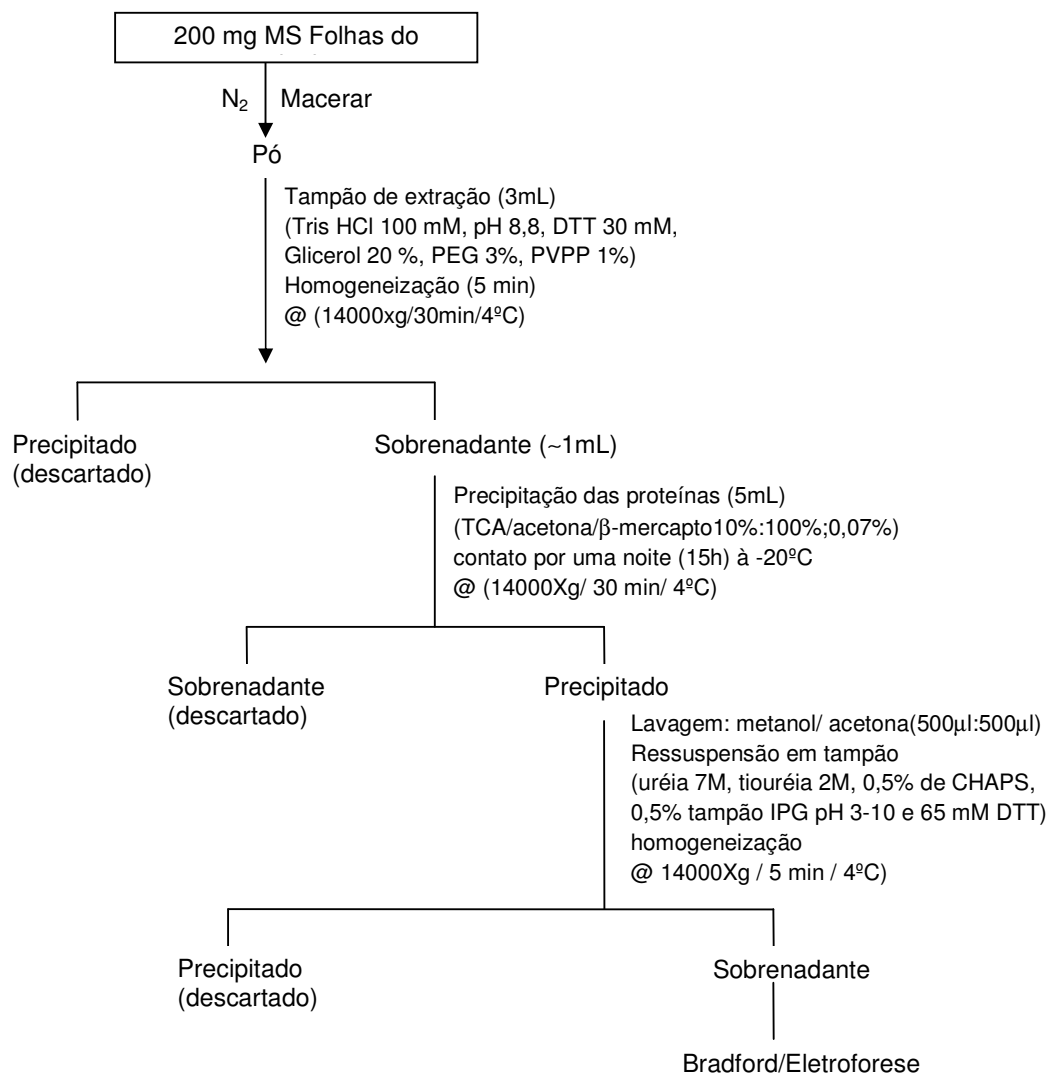 200 mg MS Folhas do
N₂ Macerar
Pó
Tampão de extração (3mL)
(Tris HCl 100 mM, pH 8,8, DTT 30 mM,
Glicerol 20 %, PEG 3%, PVPP 1%)
Homogeneização (5 min)
@ (14000xg/30min/4ºC)
Precipitado
(descartado)
Sobrenadante (~1mL)
Precipitação das proteínas (5mL)
(TCA/acetona/β-mercapto10%:100%;0,07%)
contato por uma noite (15h) à -20ºC
@ (14000Xg/ 30 min/ 4ºC)
Sobrenadante
(descartado)
Precipitado
Lavagem: metanol/ acetona(500µl:500µl)
Ressuspensão em tampão
(uréia 7M, tiouréia 2M, 0,5% de CHAPS,
0,5% tampão IPG pH 3-10 e 65 mM DTT)
homogeneização
@ 14000Xg / 5 min / 4ºC)
Precipitado
(descartado)
Sobrenadante
Bradford/Eletroforese